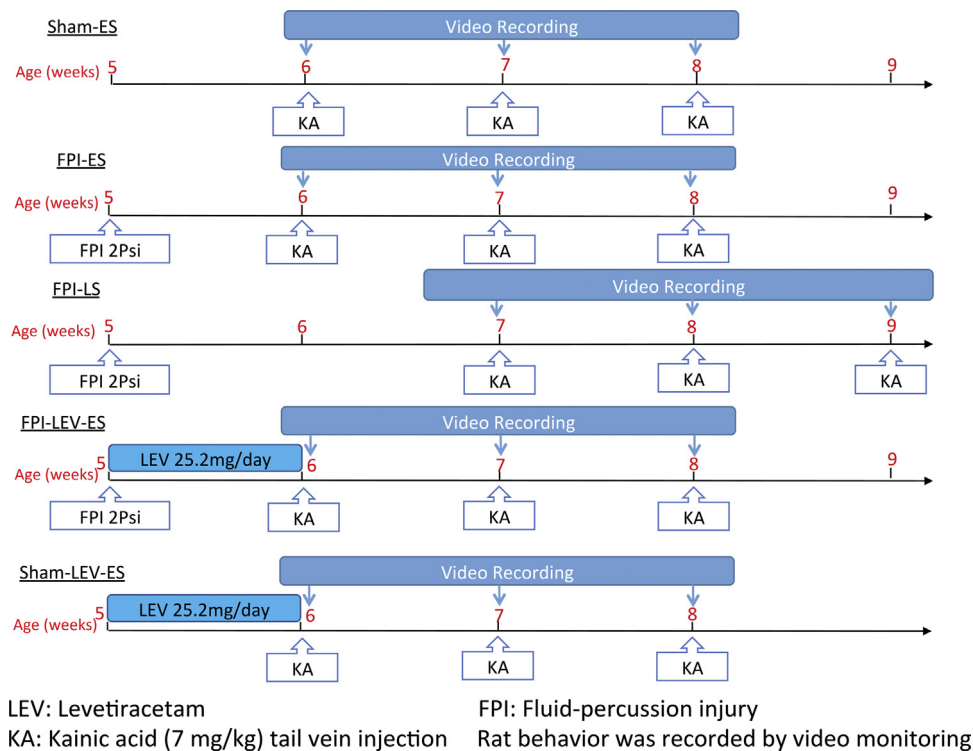 Sham-ES
Video Recording
Age (weeks) 5 6 7 8 9
KA KA KA
FPI-ES
Video Recording
Age (weeks) 5 6 7 8 9
FPI 2Psi KA KA KA
FPI-LS
Video Recording
Age (weeks) 5 6 7 8 9
FPI 2Psi KA KA KA
FPI-LEV-ES
Video Recording
LEV 25.2mg/day
Age (weeks) 5 6 7 8 9
FPI 2Psi KA KA KA
Sham-LEV-ES
Video Recording
LEV 25.2mg/day
Age (weeks) 5 6 7 8
KA KA KA
LEV: Levetiracetam FPI: Fluid-percussion injury
KA: Kainic acid (7 mg/kg) tail vein injection Rat behavior was recorded by video monitoring